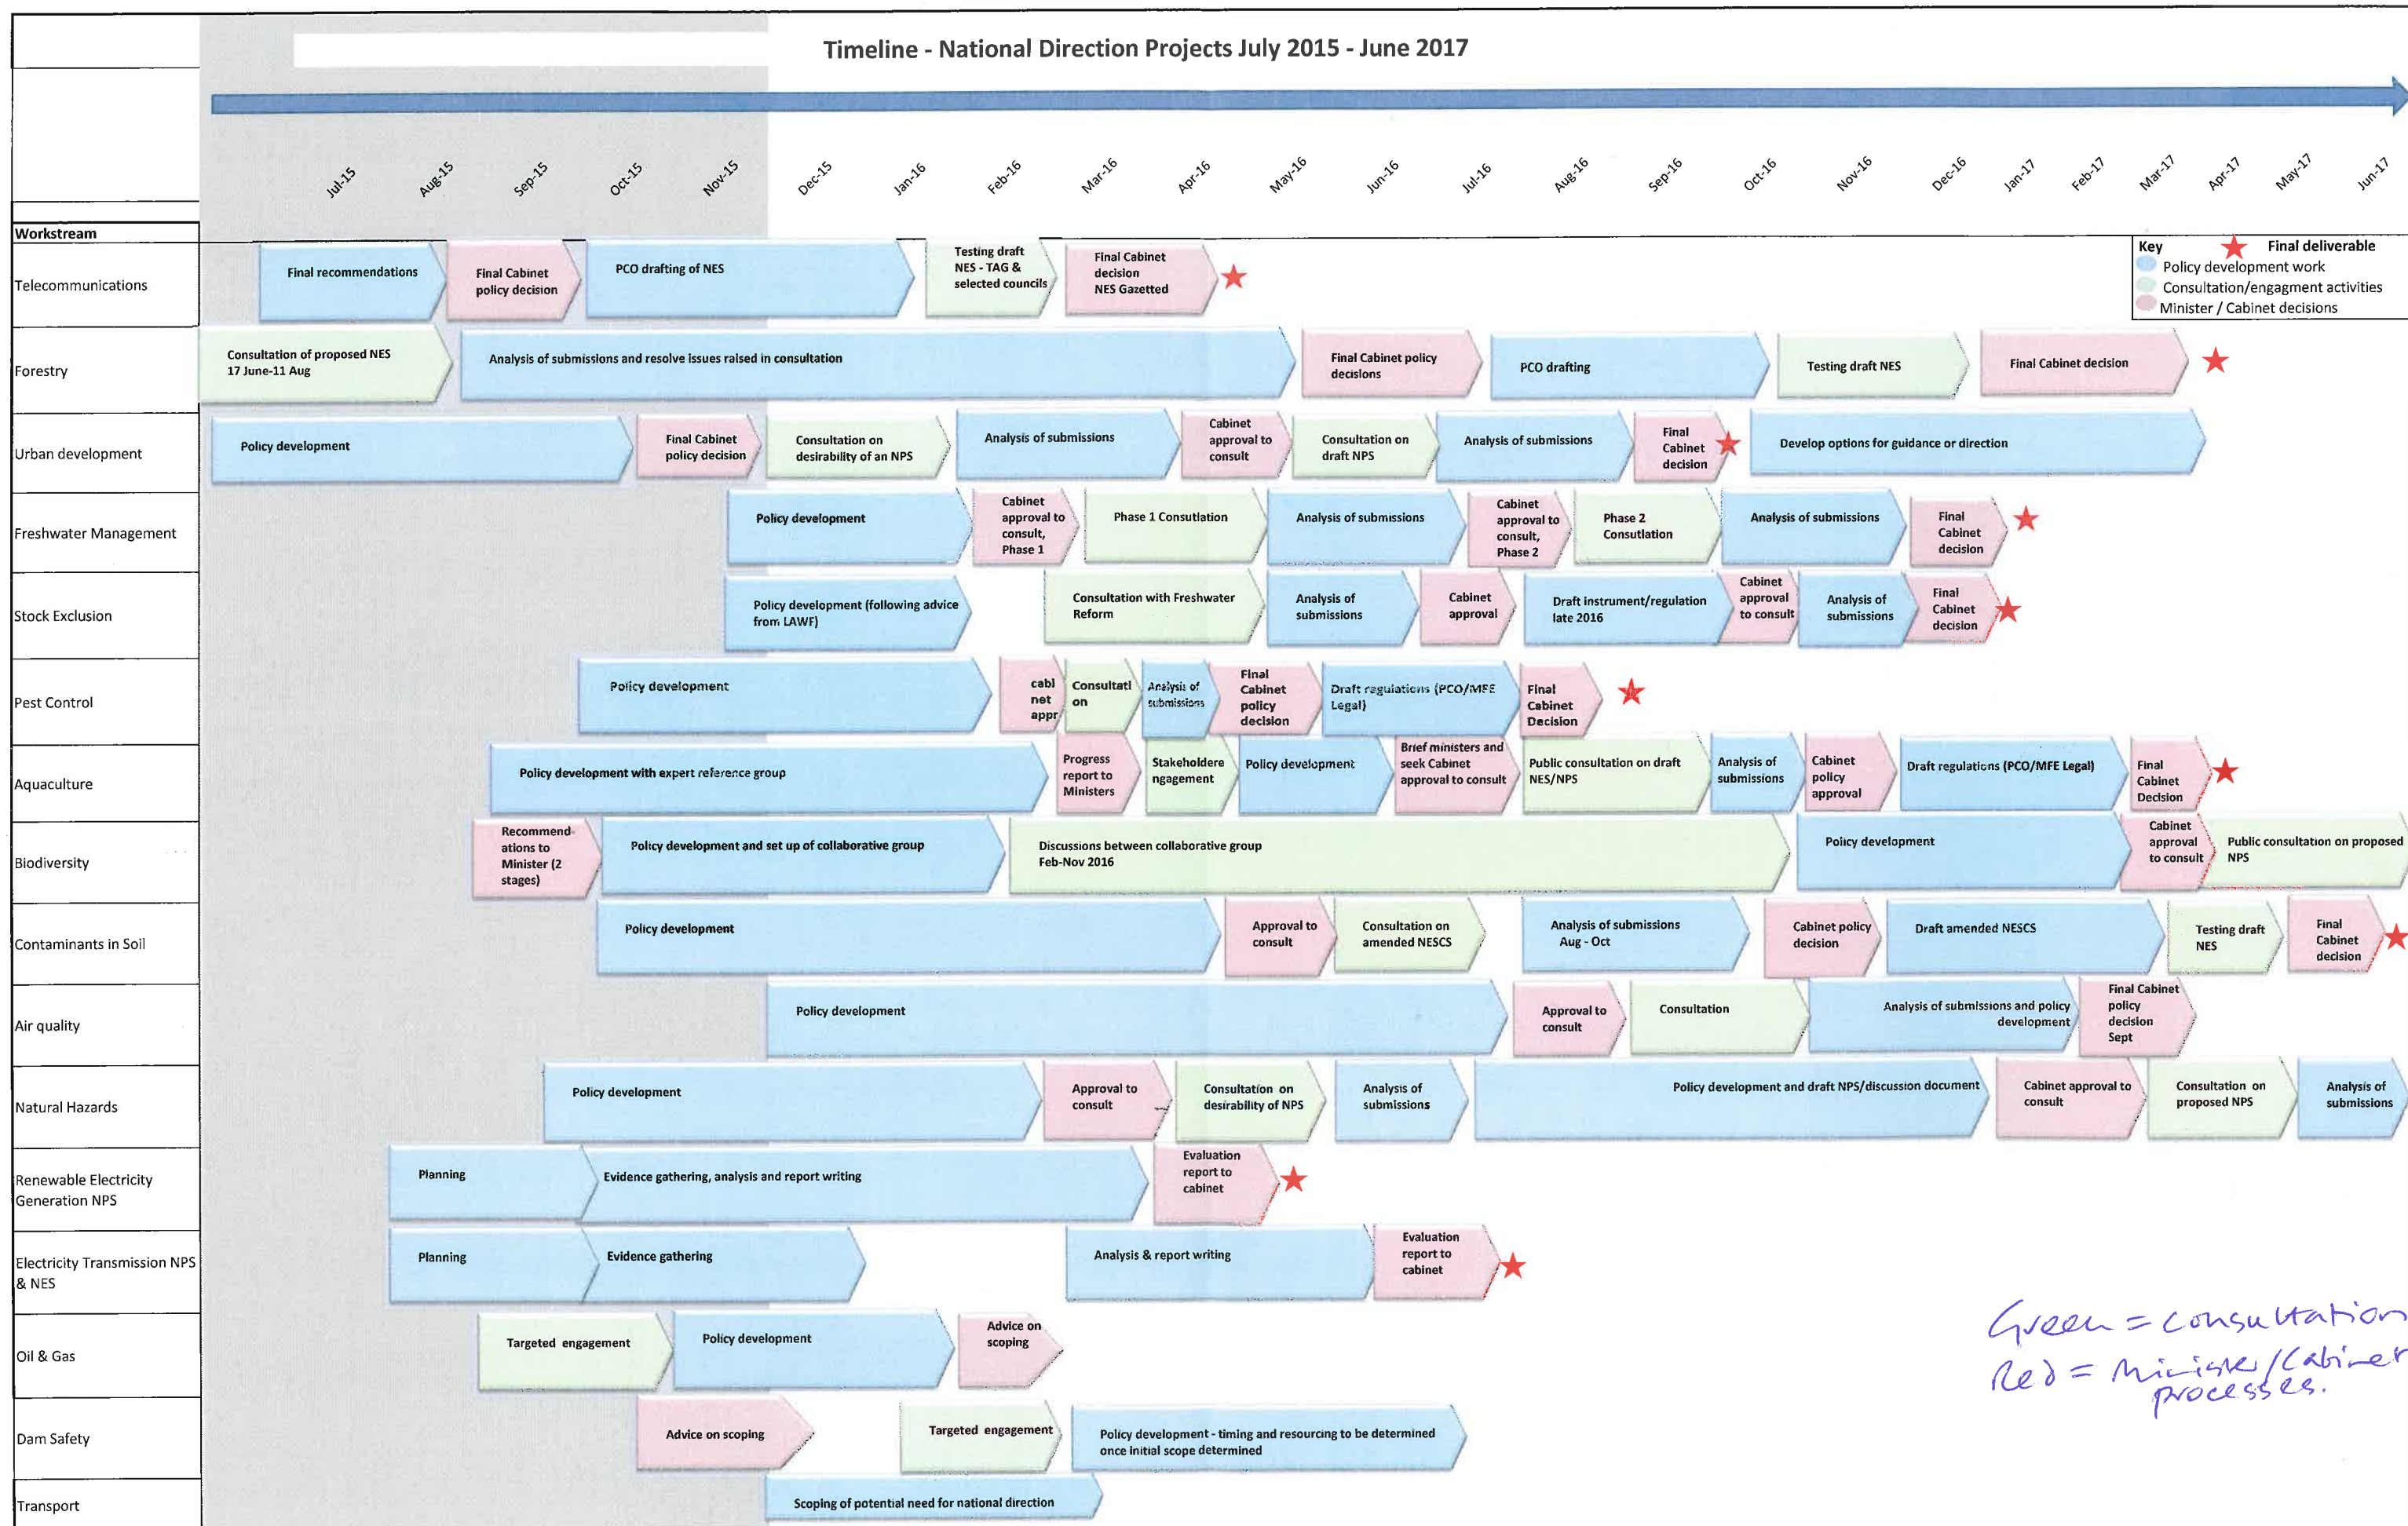 Timeline - National Direction Projects July 2015 - June 2017
Jul-15
Aug-15
Sep-15
Oct-15
Nov-15
Dec-15
Jan-16
Feb-16
Mar-16
Apr-16
May-16
Jun-16
Jul-16
Aug-16
Sep-16
Oct-16
Nov-16
Dec-16
Jan-17
Feb-17
Mar-17
Apr-17
May-17
Jun-17
Workstream
Key
Final deliverable
Policy development work
Consultation/engagment activities
Minister / Cabinet decisions
Telecommunications
Final recommendations
Final Cabinet
policy decision
PCO drafting of NES
Testing draft
NES - TAG &
selected councils
Final Cabinet
decision
NES Gazetted
Forestry
Consultation of proposed NES
17 June-11 Aug
Analysis of submissions and resolve issues raised in consultation
Final Cabinet policy
decisions
PCO drafting
Testing draft NES
Final Cabinet decision
Urban development
Policy development
Final Cabinet
policy decision
Consultation on
desirability of an NPS
Analysis of submissions
Cabinet
approval to
consult
Consultation on
draft NPS
Analysis of submissions
Final
Cabinet
decision
Develop options for guidance or direction
Freshwater Management
Policy development
Cabinet
approval to
consult,
Phase 1
Phase 1 Consutlation
Analysis of submissions
Cabinet
approval to
consult,
Phase 2
Phase 2
Consutlation
Analysis of submissions
Final
Cabinet
decision
Stock Exclusion
Policy development (following advice
from LAWF)
Consultation with Freshwater
Reform
Analysis of
submissions
Cabinet
approval
Draft instrument/regulation
late 2016
Cabinet
approval
to consult
Analysis of
submissions
Final
Cabinet
decision
Pest Control
Policy development
cabi
net
appr
Consultati
on
Analysis of
submissions
Final
Cabinet
policy
decision
Draft regulations (PCO/MFE
Legal)
Final
Cabinet
Decision
Aquaculture
Policy development with expert reference group
Progress
report to
Ministers
Stakeholdere
ngagement
Policy development
Brief ministers and
seek Cabinet
approval to consult
Public consultation on draft
NES/NPS
Analysis of
submissions
Cabinet
policy
approval
Draft regulations (PCO/MFE Legal)
Final
Cabinet
Decision
Biodiversity
Recommend-
ations to
Minister (2
stages)
Policy development and set up of collaborative group
Discussions between collaborative group
Feb-Nov 2016
Policy development
Cabinet
approval
to consult
Public consultation on proposed
NPS
Contaminants in Soil
Policy development
Approval to
consult
Consultation on
amended NESCS
Analysis of submissions
Aug - Oct
Cabinet policy
decision
Draft amended NESCS
Testing draft
NES
Final
Cabinet
decision
Air quality
Policy development
Approval to
consult
Consultation
Analysis of submissions and policy
development
Final Cabinet
policy
decision
Sept
Natural Hazards
Policy development
Approval to
consult
Consultation on
desirability of NPS
Analysis of
submissions
Policy development and draft NPS/discussion document
Cabinet approval to
consult
Consultation on
proposed NPS
Analysis of
submissions
Renewable Electricity
Generation NPS
Planning
Evidence gathering, analysis and report writing
Evaluation
report to
cabinet
Electricity Transmission NPS
& NES
Planning
Evidence gathering
Analysis & report writing
Evaluation
report to
cabinet
Oil & Gas
Targeted engagement
Policy development
Advice on
scoping
Green = consultation
Red = Minister/Cabinet
processes.
Dam Safety
Advice on scoping
Targeted engagement
Policy development - timing and resourcing to be determined
once initial scope determined
Transport
Scoping of potential need for national direction